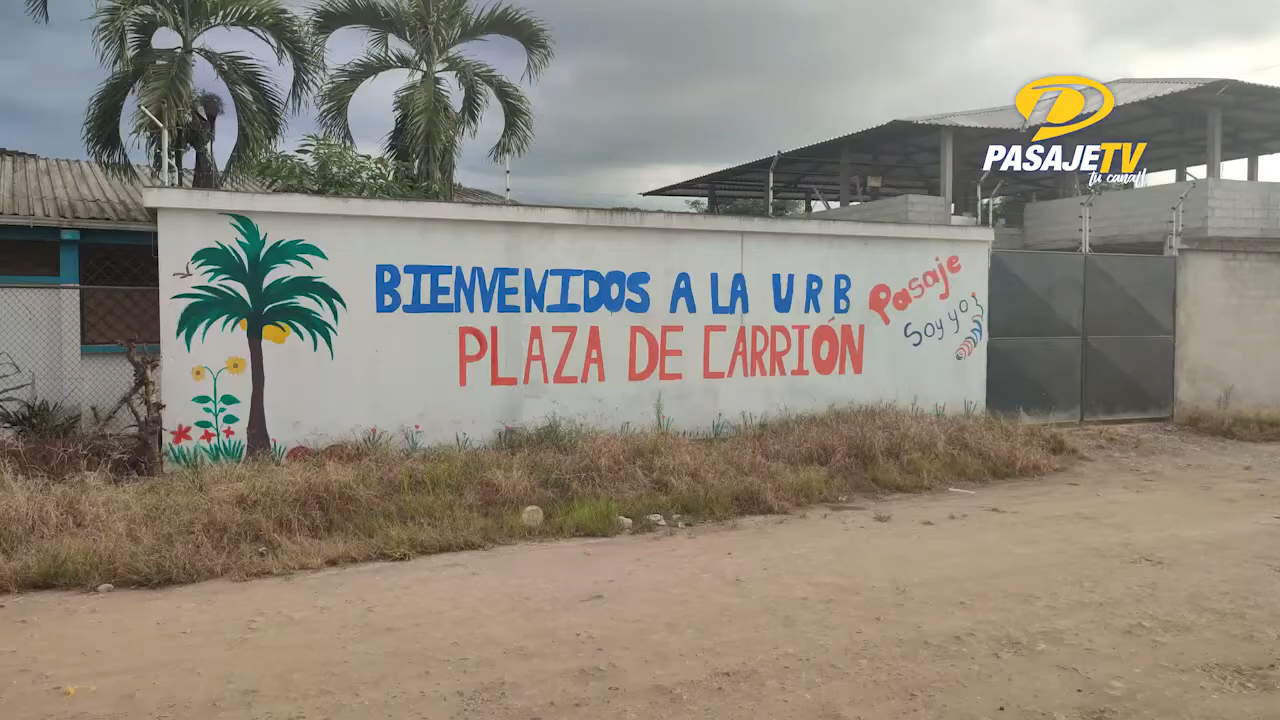 BIENVENIDOS A LA URB
PLAZA DE CARRIÓN
Pasaje
Soy yo
PASAJETV
tu canal!